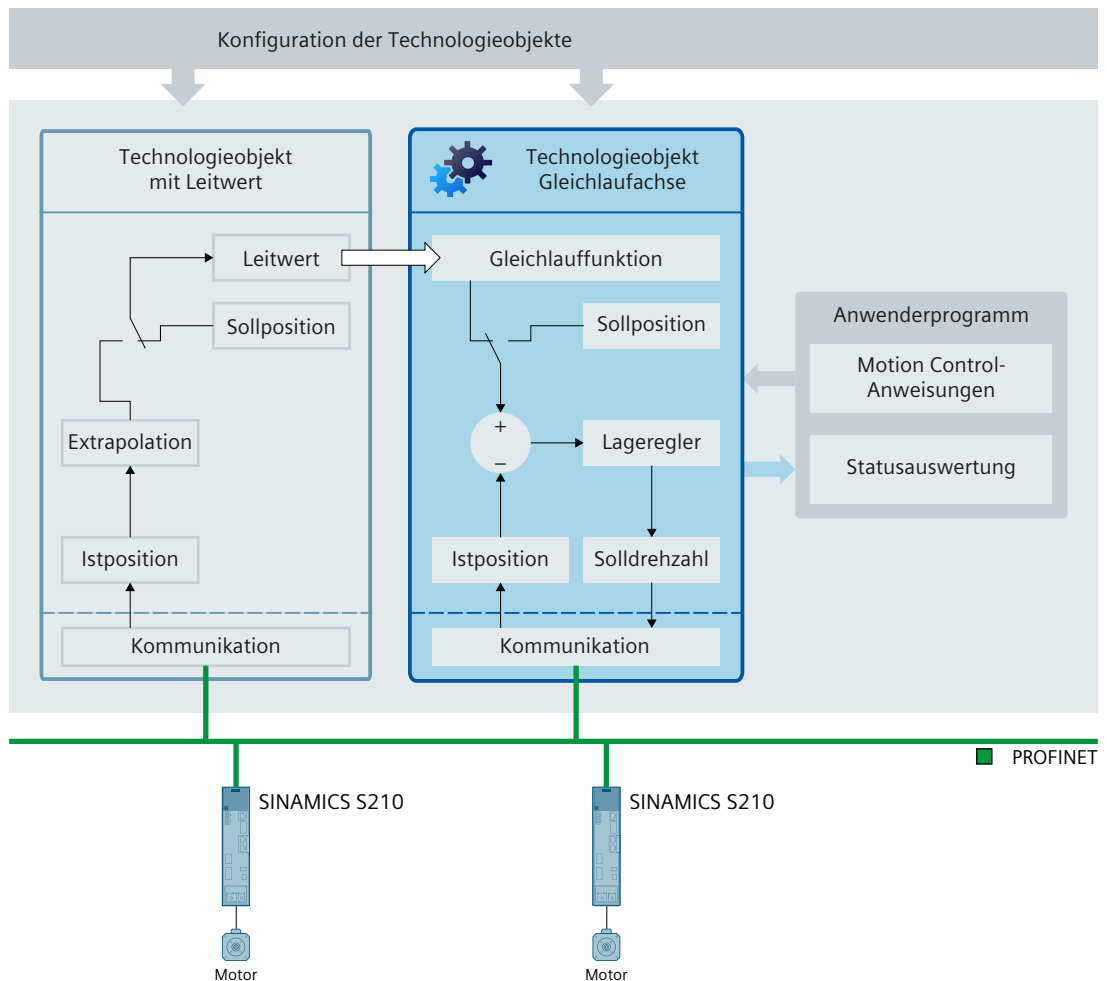 Konfiguration der Technologieobjekte
Technologieobjekt
mit Leitwert
Leitwert
Sollposition
Extrapolation
Istposition
Kommunikation
Technologieobjekt
Gleichlaufachse
Gleichlauffunktion
Sollposition
+
−
Lageregler
Istposition
Solldrehzahl
Kommunikation
Anwenderprogramm
Motion Control-
Anweisungen
Statusauswertung
PROFINET
SINAMICS S210
SINAMICS S210
Motor
Motor